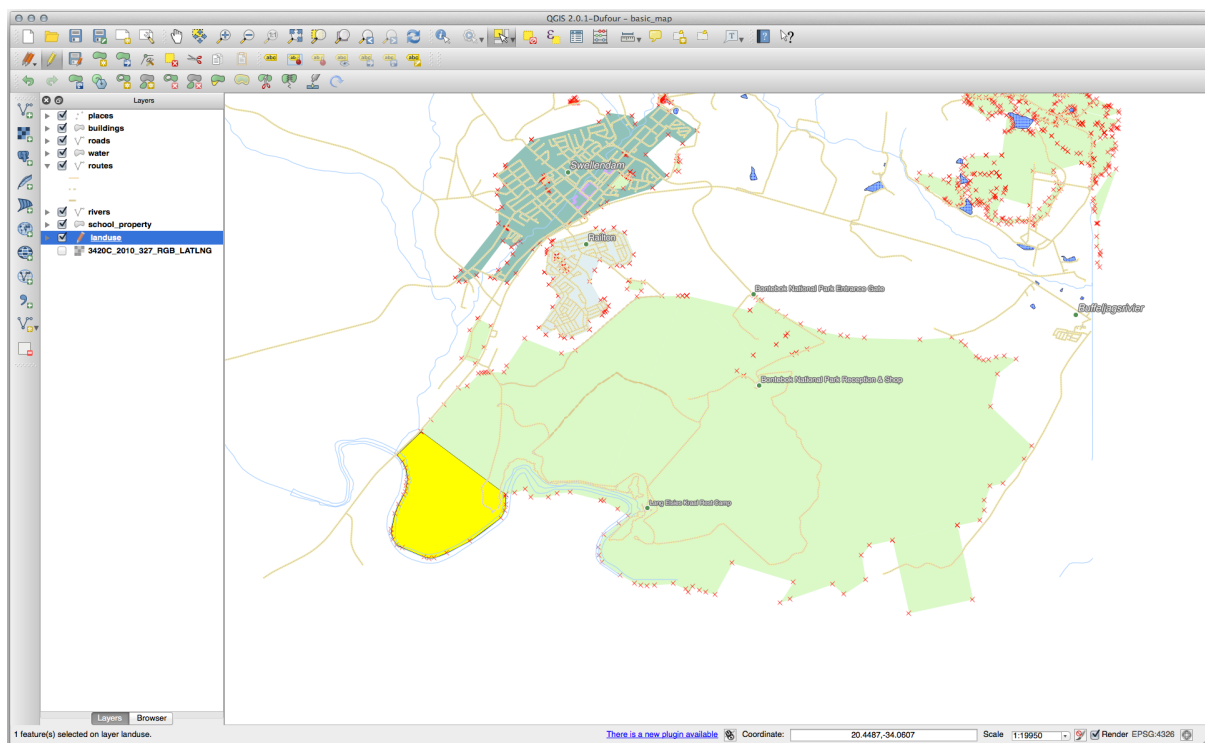 QGIS 2.0.1-Dufour – basic_map
Layers
places
buildings
roads
water
routes
rivers
school_property
landuse
3420C_2010_327_RGB_LATLNG
Swellendam
Railton
Bontebok National Park Entrance Gate
Buffeljagsrivier
Bontebok National Park Reception & Shop
Lang Elsies Kraal Rest Camp
Layers Browser
1 feature(s) selected on layer landuse.
There is a new plugin available
Coordinate: 20.4487,-34.0607
Scale 1:19950
Render EPSG:4326